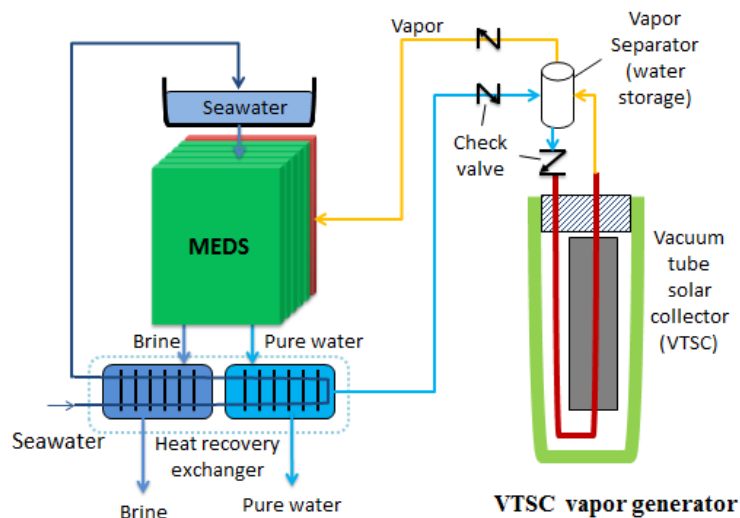 Vapor
Vapor
Separator
(water
storage)
Seawater
Check
valve
MEDS
Vacuum
tube
solar
collector
(VTSC)
Brine
Pure water
Seawater
Heat recovery
exchanger
Brine
Pure water
VTSC vapor generator